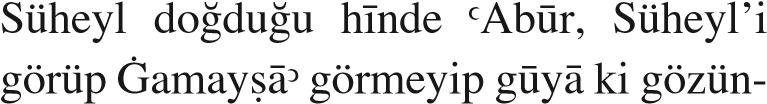 Süheyl doğduğu hīnde ʿAbūr, Süheyl’i
görüp Ġamayṣāʾ görmeyip gūyā ki gözün-